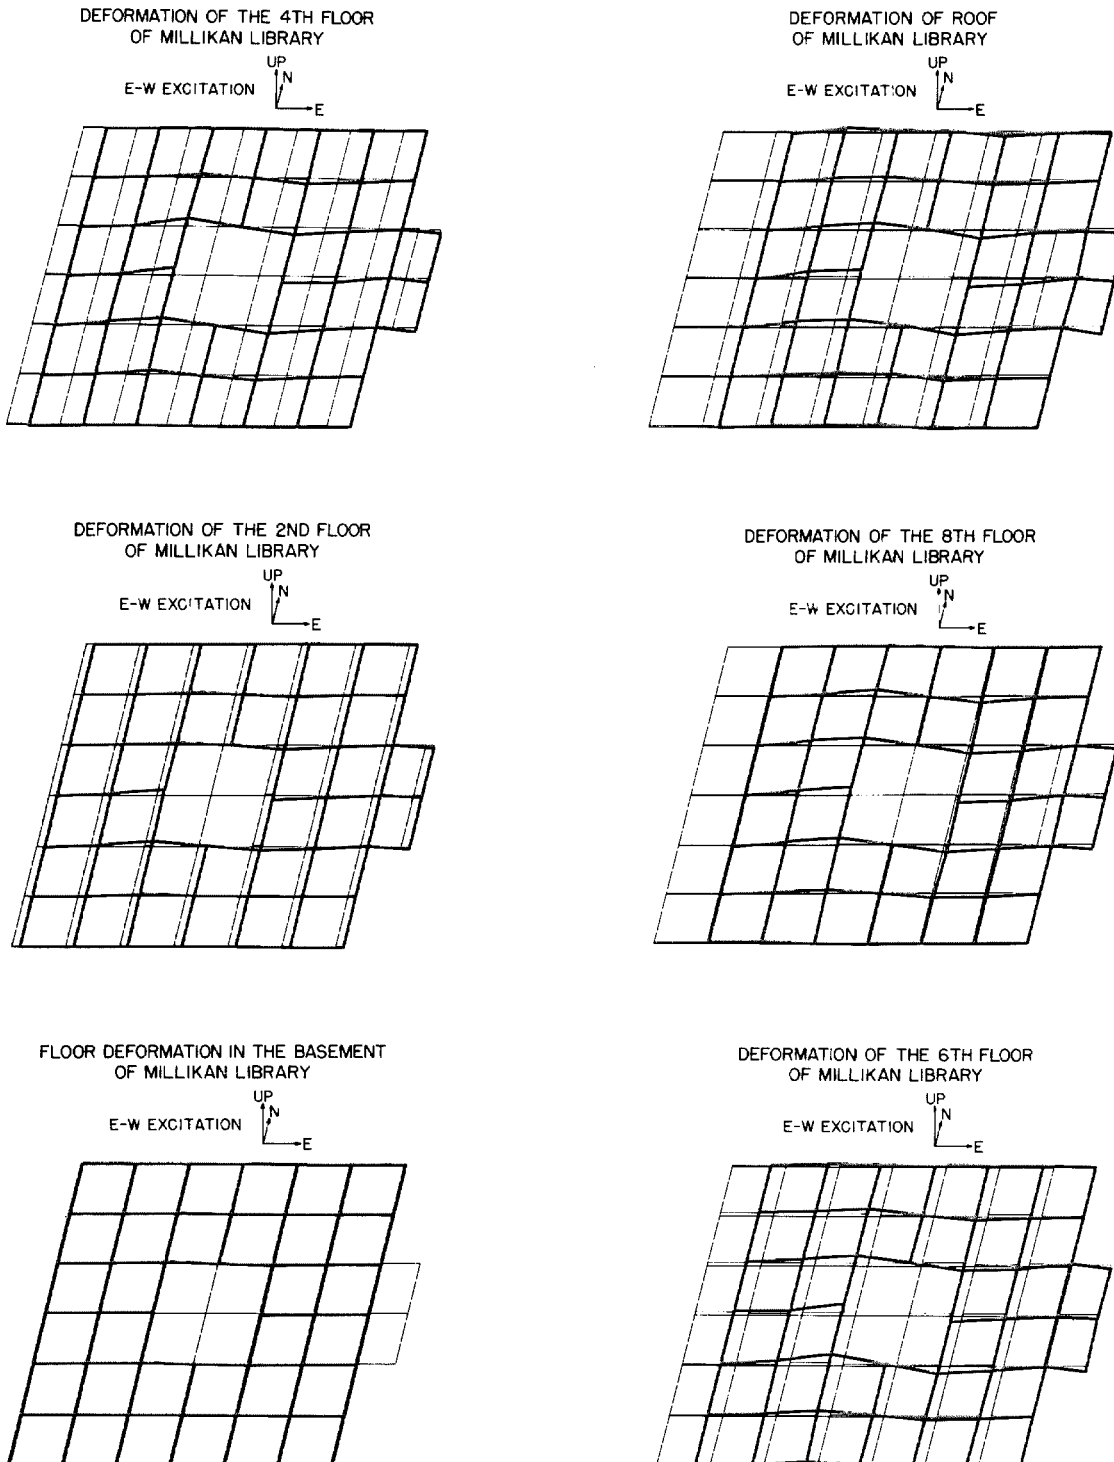 DEFORMATION OF THE 4TH FLOOR
OF MILLIKAN LIBRARY
UP
N
E-W EXCITATION
E
DEFORMATION OF ROOF
OF MILLIKAN LIBRARY
UP
N
E-W EXCITATION
E
DEFORMATION OF THE 2ND FLOOR
OF MILLIKAN LIBRARY
UP
N
E-W EXCITATION
E
DEFORMATION OF THE 8TH FLOOR
OF MILLIKAN LIBRARY
UP
N
E-W EXCITATION
E
FLOOR DEFORMATION IN THE BASEMENT
OF MILLIKAN LIBRARY
UP
N
E-W EXCITATION
E
DEFORMATION OF THE 6TH FLOOR
OF MILLIKAN LIBRARY
UP
N
E-W EXCITATION
E